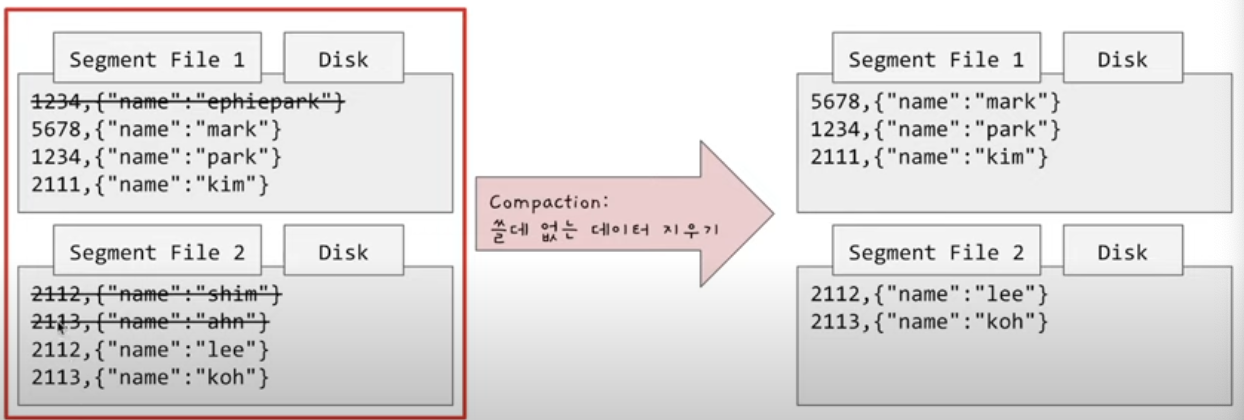 Segment File 1
Disk
1234,{"name":"ephiepark"}
5678,{"name":"mark"}
1234,{"name":"park"}
2111,{"name":"kim"}
Segment File 2
Disk
2112,{"name":"shim"}
2113,{"name":"ahn"}
2112,{"name":"lee"}
2113,{"name":"koh"}
Compaction:
쓸데 없는 데이터 지우기
Segment File 1
Disk
5678,{"name":"mark"}
1234,{"name":"park"}
2111,{"name":"kim"}
Segment File 2
Disk
2112,{"name":"lee"}
2113,{"name":"koh"}